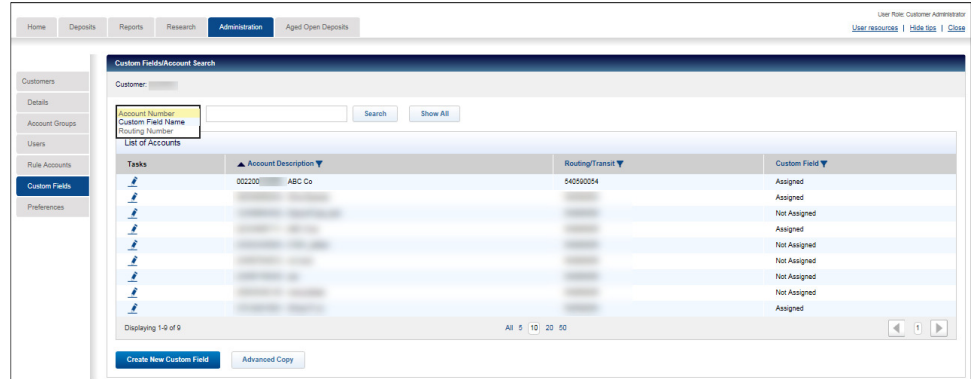 User Role: Customer Administrator
Home Deposits Reports Research Administration Aged Open Deposits
User resources | Hide tips | Close
Custom Fields/Account Search
Customers
Customer:
Details
Account Groups
Users
Rule Accounts
Custom Fields
Preferences
Account Number
Custom Field Name
Routing Number
Search Show All
List of Accounts
Tasks Account Description Routing/Transit Custom Field
002200 ABC Co 540590054 Assigned
Assigned
Not Assigned
Assigned
Not Assigned
Not Assigned
Not Assigned
Not Assigned
Assigned
Displaying 1-9 of 9 All 5 10 20 50 1
Create New Custom Field Advanced Copy